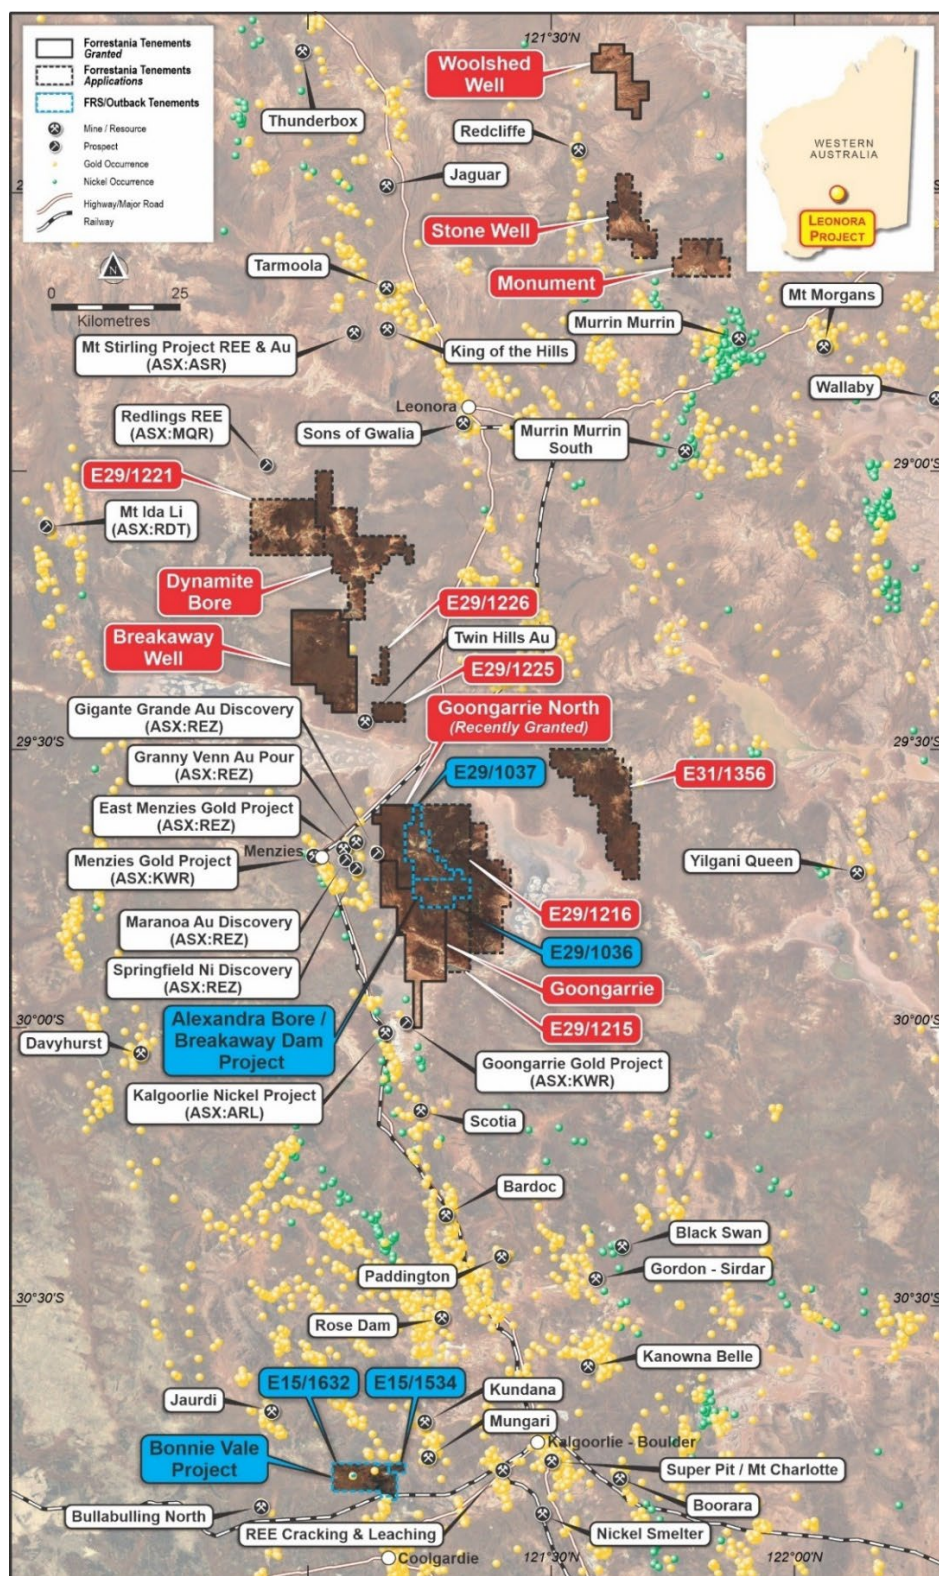 Forrestania Tenements
Granted
Forrestania Tenements
Applications
FRS/Outback Tenements
Mine / Resource
Prospect
Gold Occurrence
Nickel Occurrence
Highway/Major Road
Railway
N
0
25
Kilometres
121°30'N
Woolshed
Well
WESTERN
AUSTRALIA
LEONORA
PROJECT
Thunderbox
Redcliffe
Jaguar
Stone Well
Tarmoola
Monument
Mt Morgans
Murrin Murrin
Mt Stirling Project REE & Au
(ASX:ASR)
King of the Hills
Wallaby
Redlings REE
(ASX:MQR)
Leonora
Sons of Gwalia
Murrin Murrin
South
29°00'S
E29/1221
Mt Ida Li
(ASX:RDT)
Dynamite
Bore
E29/1226
Breakaway
Well
Twin Hills Au
E29/1225
Gigante Grande Au Discovery
(ASX:REZ)
Goongarrie North
(Recently Granted)
29°30'S
Granny Venn Au Pour
(ASX:REZ)
E29/1037
E31/1356
East Menzies Gold Project
(ASX:REZ)
Menzies
Menzies Gold Project
(ASX:KWR)
Yilgani Queen
Maranoa Au Discovery
(ASX:REZ)
E29/1216
E29/1036
Springfield Ni Discovery
(ASX:REZ)
Goongarrie
Alexandra Bore /
Breakaway Dam
Project
E29/1215
30°00'S
Davyhurst
Goongarrie Gold Project
(ASX:KWR)
Kalgoorlie Nickel Project
(ASX:ARL)
Scotia
Bardoc
Black Swan
Paddington
Gordon - Sirdar
30°30'S
30°30'S
Rose Dam
Kanowna Belle
E15/1632
E15/1534
Jaurdi
Kundana
Mungari
Kalgoorlie - Boulder
Bonnie Vale
Project
Super Pit / Mt Charlotte
Boorara
Bullabulling North
REE Cracking & Leaching
Nickel Smelter
Coolgardie
121°30'N
122°00'N